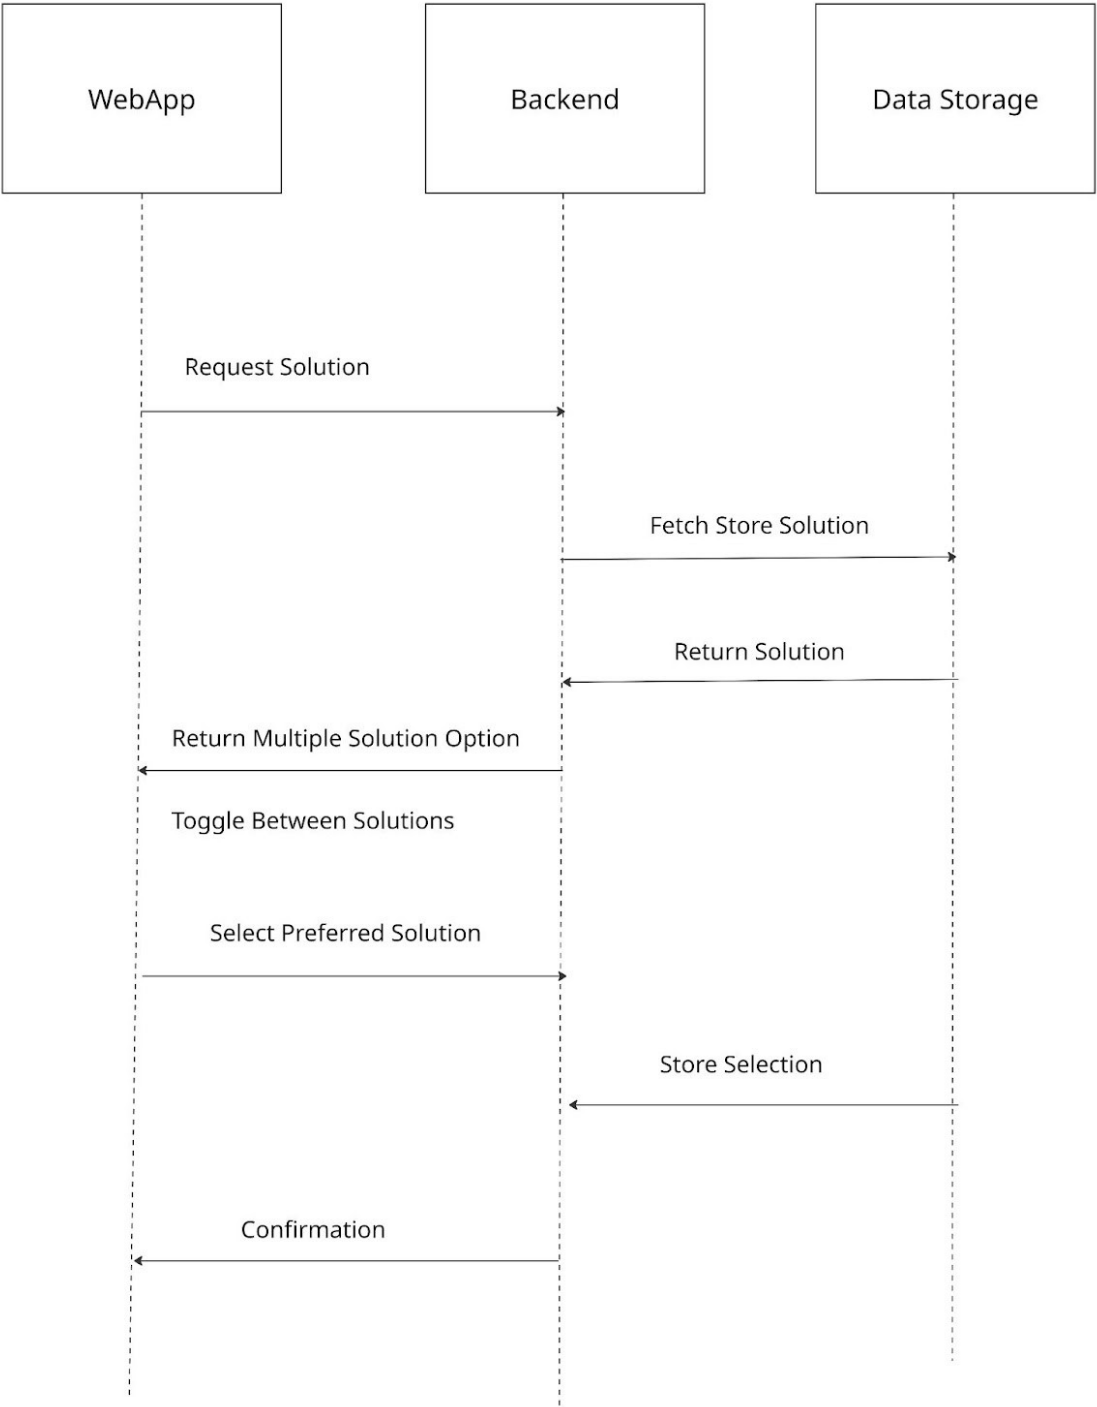 WebApp
Backend
Data Storage
Request Solution
Fetch Store Solution
Return Solution
Return Multiple Solution Option
Toggle Between Solutions
Select Preferred Solution
Store Selection
Confirmation